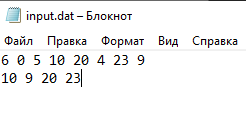 input.dat – Блокнот
Файл Правка Формат Вид Справка
6 0 5 10 20 4 23 9
10 9 20 23